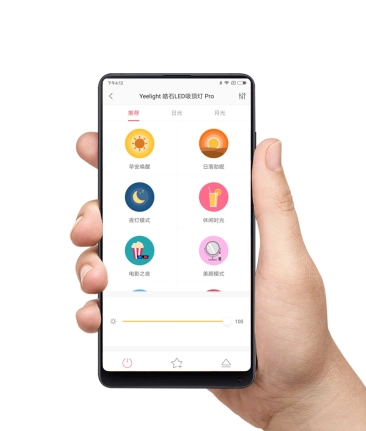 下午4:12
Yeelight 皓石LED吸顶灯 Pro
推荐 日光 月光
早安唤醒 日落助眠
夜灯模式 休闲时光
电影之夜 美颜模式
100